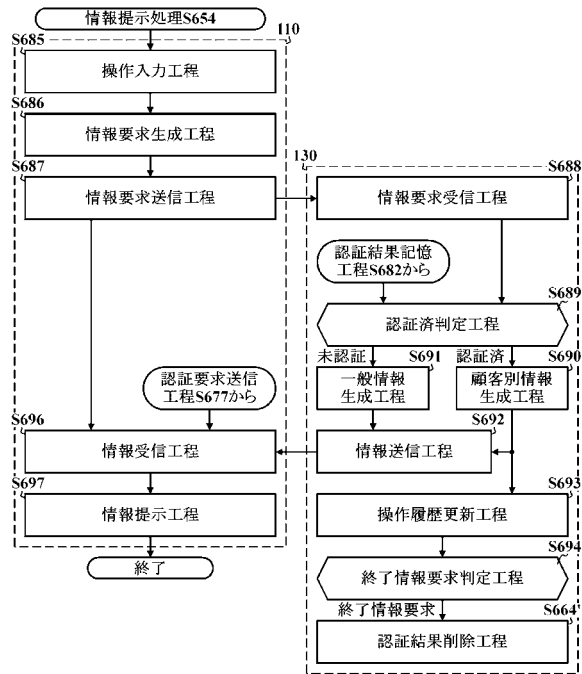 情報提示処理S654
110
S685
操作入力工程
S686
情報要求生成工程
S687
情報要求送信工程
130
S688
情報要求受信工程
認証結果記憶
工程S682から
S689
認証済判定工程
未認証
S691
認証済
S690
一般情報
生成工程
顧客別情報
生成工程
認証要求送信
工程S677から
S696
情報受信工程
S692
情報送信工程
S697
情報提示工程
S693
操作履歴更新工程
終了
S694
終了情報要求判定工程
終了情報要求
S664'
認証結果削除工程